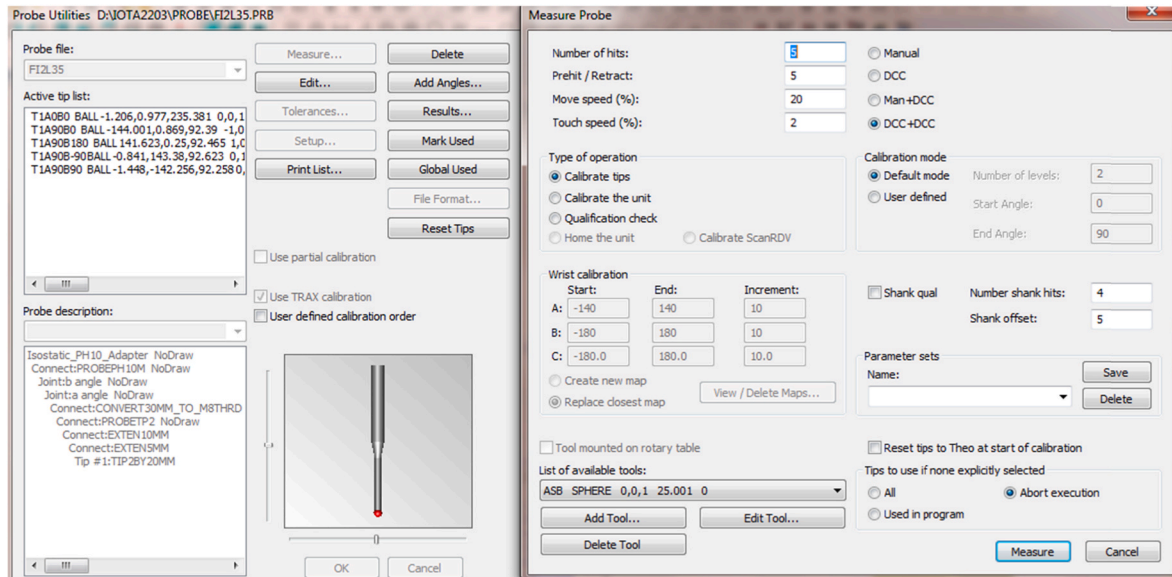 Probe Utilities D:\IOTA2203\PROBE\FI2L35.PRB
Probe file:
FI2L35
Active tip list:
T1A0B0 BALL -1.206,0.977,235.381 0,0,1
T1A90B0 BALL -144.001,0.869,92.39 -1,0
T1A90B180 BALL 141.623,0.25,92.465 1,0
T1A90B-90 BALL -0.841,143.38,92.623 0,1
T1A90B90 BALL -1.448,-142.256,92.258 0,
Measure...
Delete
Edit...
Add Angles...
Tolerances...
Results...
Setup...
Mark Used
Print List...
Global Used
File Format...
Reset Tips
Use partial calibration
Use TRAX calibration
User defined calibration order
Probe description:
Isostatic_PH10_Adapter NoDraw
Connect:PROBEPH10M NoDraw
Joint:b angle NoDraw
Joint:a angle NoDraw
Connect:CONVERT30MM_TO_M8THRD
Connect:PROBETP2 NoDraw
Connect:EXTEN10MM
Connect:EXTEN5MM
Tip #1:TIP2BY20MM
OK
Cancel
Measure Probe
Number of hits:
5
Prehit / Retract:
5
Move speed (%):
20
Touch speed (%):
2
Manual
DCC
Man+DCC
DCC+DCC
Type of operation
Calibrate tips
Calibrate the unit
Qualification check
Home the unit
Calibrate ScanRDV
Calibration mode
Default mode
User defined
Number of levels:
2
Start Angle:
0
End Angle:
90
Wrist calibration
Start: End: Increment:
A: -140 140 10
B: -180 180 10
C: -180.0 180.0 10.0
Create new map
Replace closest map
View / Delete Maps...
Shank qual
Number shank hits:
4
Shank offset:
5
Parameter sets
Name:
Save
Delete
Tool mounted on rotary table
List of available tools:
ASB SPHERE 0,0,1 25.001 0
Add Tool...
Edit Tool...
Delete Tool
Reset tips to Theo at start of calibration
Tips to use if none explicitly selected
All
Abort execution
Used in program
Measure
Cancel